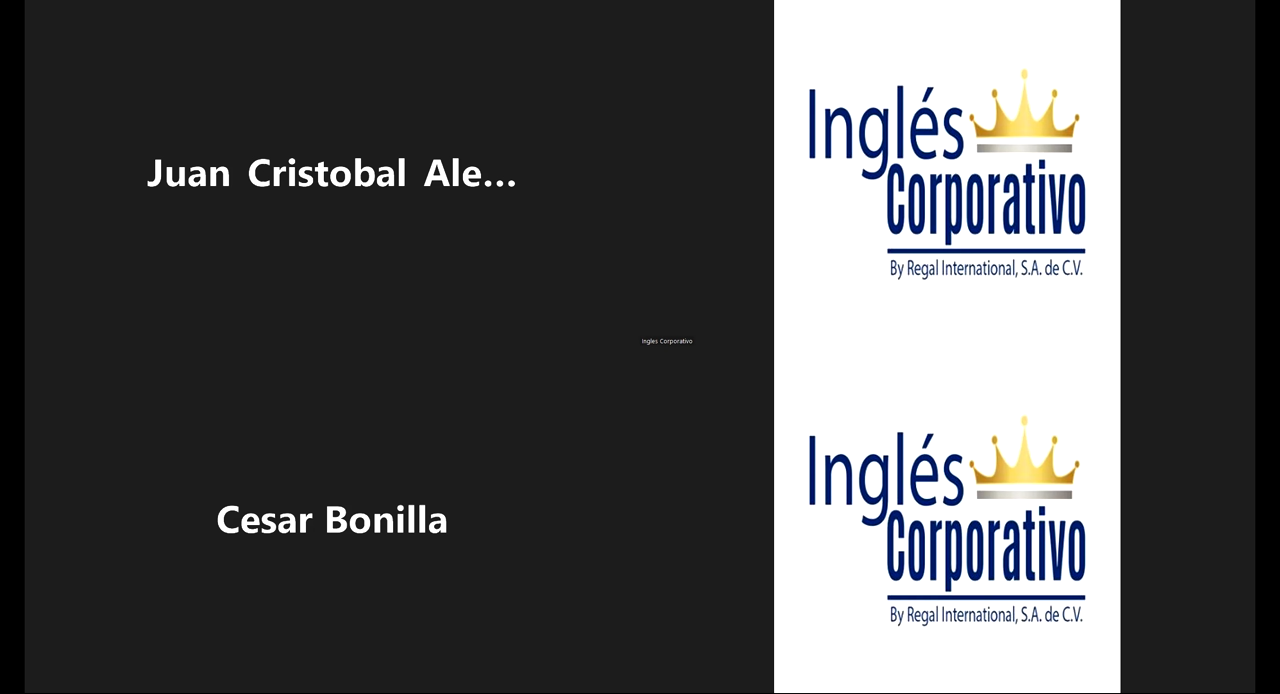 Juan Cristobal Ale...
Inglés
Corporativo
By Regal International, S.A. de C.V.
Ingles Corporativo
Cesar Bonilla
Inglés
Corporativo
By Regal International, S.A. de C.V.